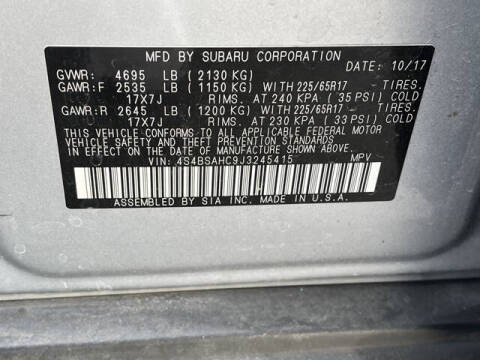 MFD BY SUBARU CORPORATION
GVWR: 4695 LB (2130 KG) DATE: 10/17
GAWR:F 2535 LB (1150 KG) WITH 225/65R17 - TIRES.
17X7J RIMS. AT 240 KPA (35 PSI) COLD
GAWR:R 2645 LB (1200 KG) WITH 225/65R17 - TIRES.
17X7J RIMS. AT 230 KPA (33 PSI) COLD
THIS VEHICLE CONFORMS TO ALL APPLICABLE FEDERAL MOTOR
VEHICLE SAFETY AND THEFT PREVENTION STANDARDS
IN EFFECT ON THE DATE OF MANUFACTURE SHOWN ABOVE.
VIN: 4S4BSAHC9J3245415 MPV
ASSEMBLED BY SIA INC. MADE IN U.S.A.